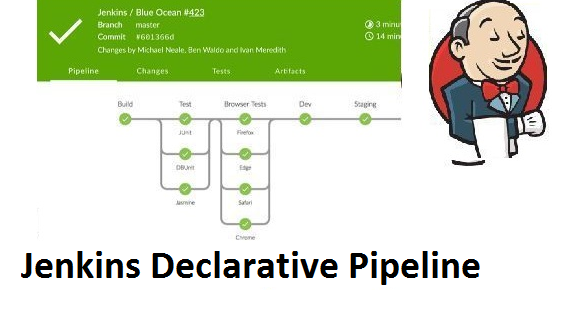 Jenkins / Blue Ocean #423
Branch master
Commit #601366d
3 minu
14 min
Changes by Michael Neale, Ben Waldo and Ivan Meredith
Pipeline Changes Tests Artifacts
Build Test Browser Tests Dev Staging
JUnit Firefox
DBUnit Edge
Jasmine Safari
Chrome
Jenkins Declarative Pipeline